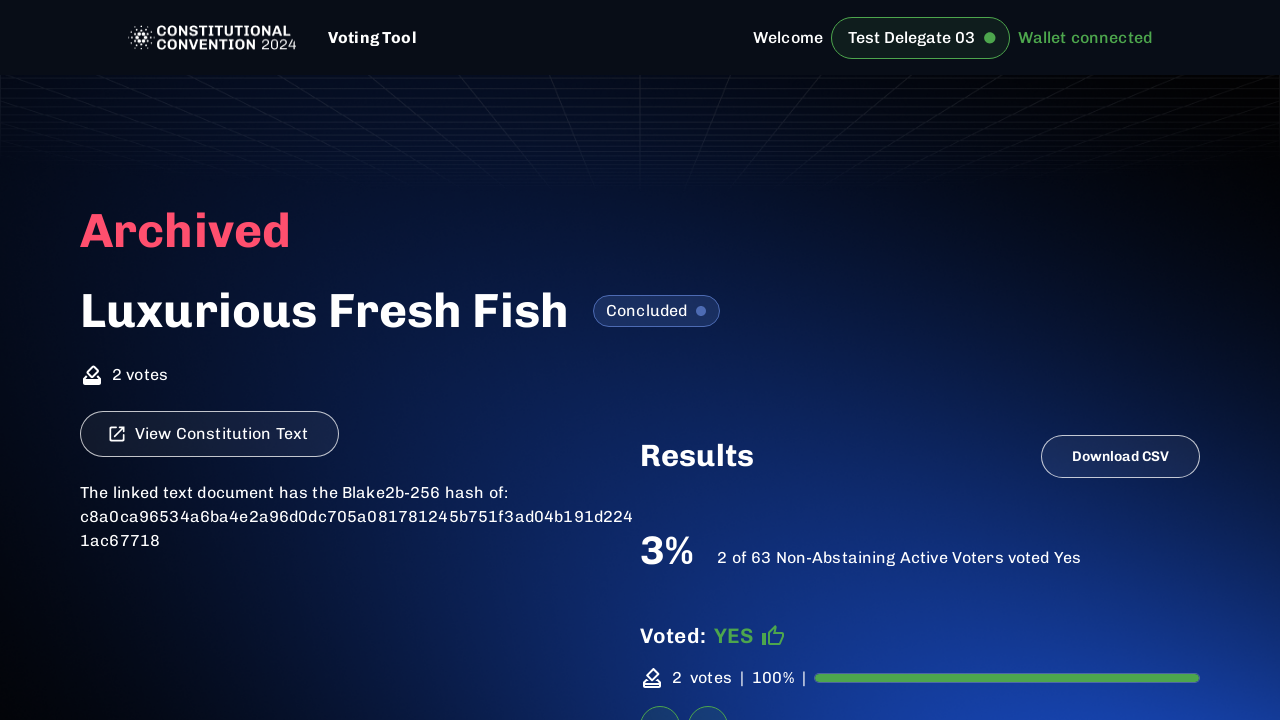 CONSTITUTIONAL
CONVENTION 2024
Voting Tool
Welcome
Test Delegate 03
Wallet connected
Archived
Luxurious Fresh Fish
Concluded
2 votes
View Constitution Text
The linked text document has the Blake2b-256 hash of:
c8a0ca96534a6ba4e2a96d0dc705a081781245b751f3ad04b191d224
1ac67718
Results
Download CSV
3%
2 of 63 Non-Abstaining Active Voters voted Yes
Voted: YES
2 votes | 100% |